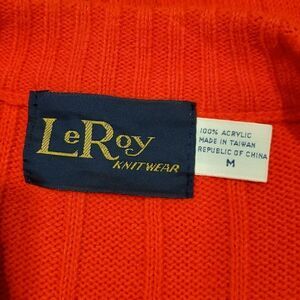 LeRoy
KNITWEAR
100% ACRYLIC
MADE IN TAIWAN
REPUBLIC OF CHINA
M